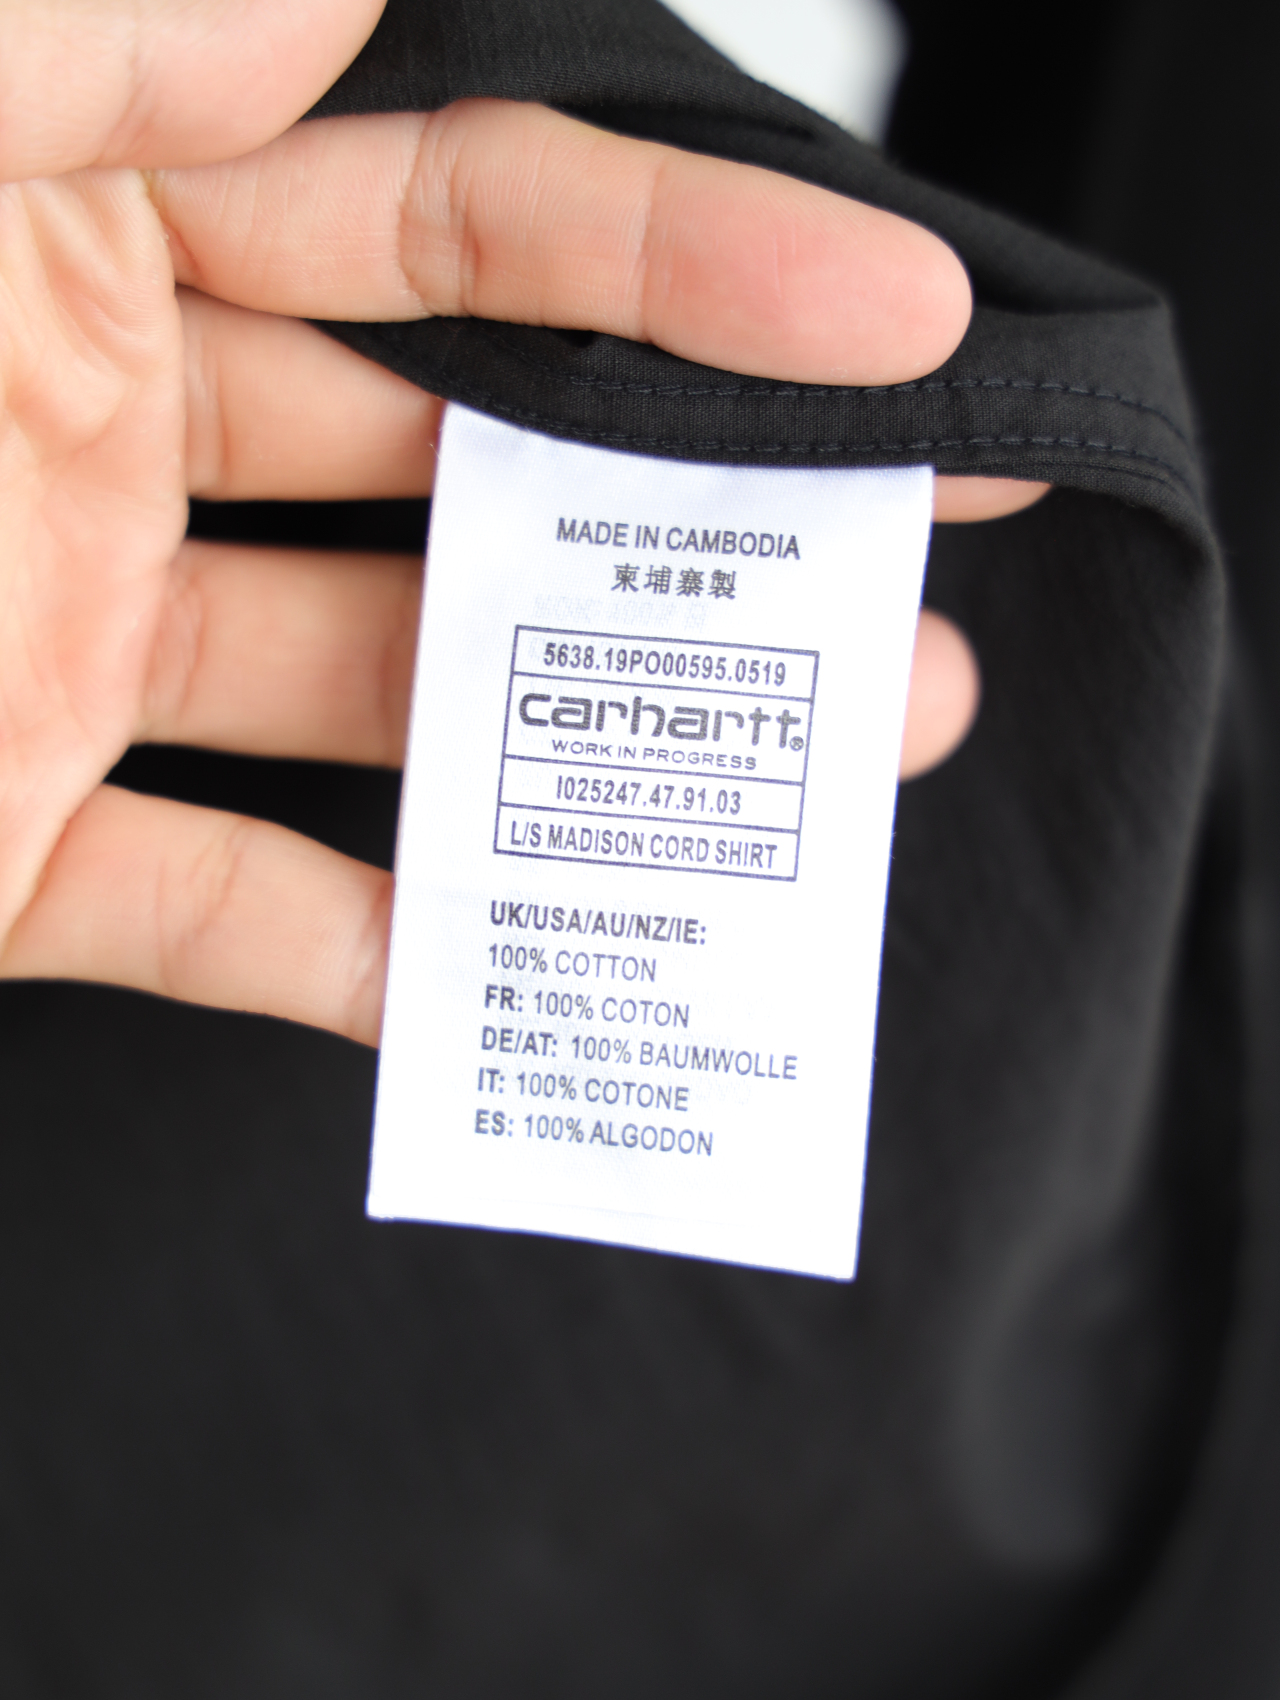 MADE IN CAMBODIA
柬埔寨製
5638.19PO00595.0519
carhartt®
WORK IN PROGRESS
I025247.47.91.03
L/S MADISON CORD SHIRT
UK/USA/AU/NZ/IE:
100% COTTON
FR: 100% COTON
DE/AT: 100% BAUMWOLLE
IT: 100% COTONE
ES: 100% ALGODON